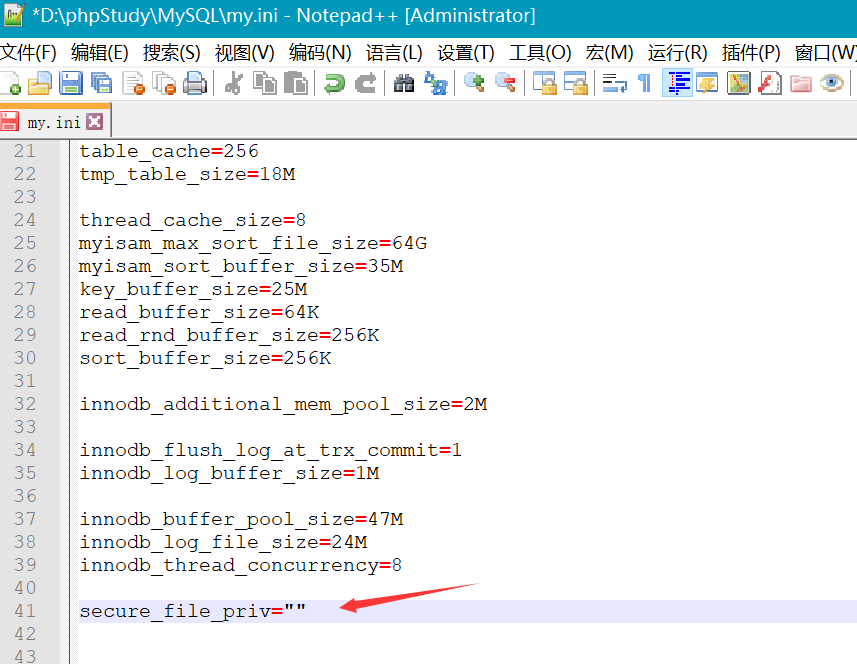 *D:\phpStudy\MySQL\my.ini - Notepad++ [Administrator]
文件(F) 编辑(E) 搜索(S) 视图(V) 编码(N) 语言(L) 设置(T) 工具(O) 宏(M) 运行(R) 插件(P) 窗口(W
my.ini
21 table_cache=256
22 tmp_table_size=18M
23
24 thread_cache_size=8
25 myisam_max_sort_file_size=64G
26 myisam_sort_buffer_size=35M
27 key_buffer_size=25M
28 read_buffer_size=64K
29 read_rnd_buffer_size=256K
30 sort_buffer_size=256K
31
32 innodb_additional_mem_pool_size=2M
33
34 innodb_flush_log_at_trx_commit=1
35 innodb_log_buffer_size=1M
36
37 innodb_buffer_pool_size=47M
38 innodb_log_file_size=24M
39 innodb_thread_concurrency=8
40
41 secure_file_priv=""
42
43